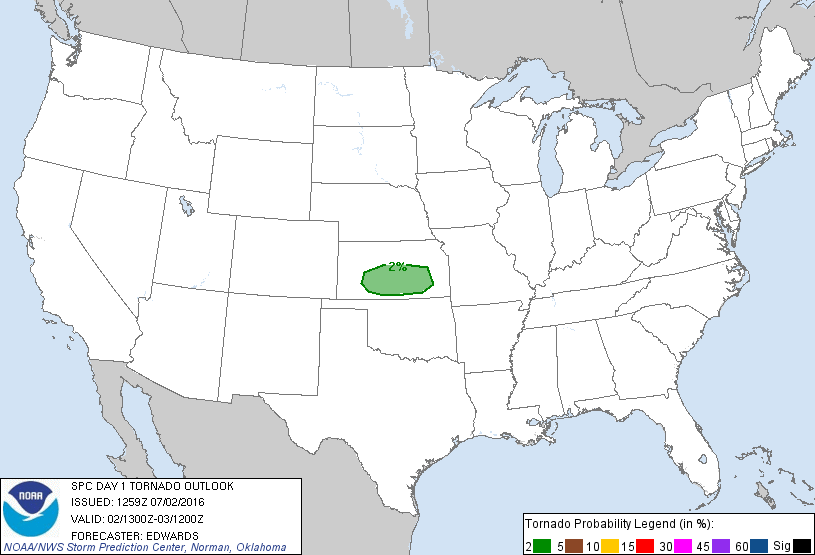 2%
NOAA
SPC DAY 1 TORNADO OUTLOOK
ISSUED: 1259Z 07/02/2016
VALID: 02/1300Z-03/1200Z
FORECASTER: EDWARDS
NOAA/NWS Storm Prediction Center, Norman, Oklahoma
Tornado Probability Legend (in %):
2 5 10 15 30 45 60 Sig